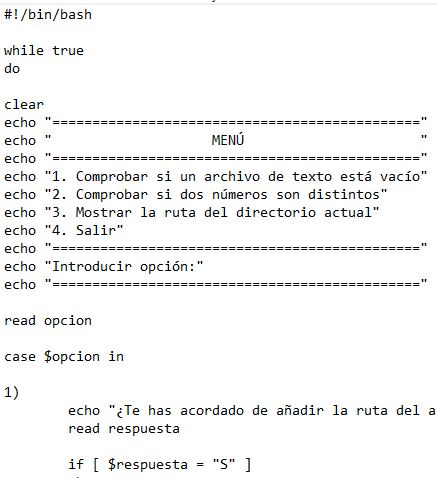 #!/bin/bash
while true
do
clear
echo "=============================================="
echo "                    MENÚ                      "
echo "=============================================="
echo "1. Comprobar si un archivo de texto está vacío"
echo "2. Comprobar si dos números son distintos"
echo "3. Mostrar la ruta del directorio actual"
echo "4. Salir"
echo "=============================================="
echo "Introducir opción:"
echo "=============================================="
read opcion
case $opcion in
1)
echo "¿Te has acordado de añadir la ruta del a
read respuesta
if [ $respuesta = "S" ]